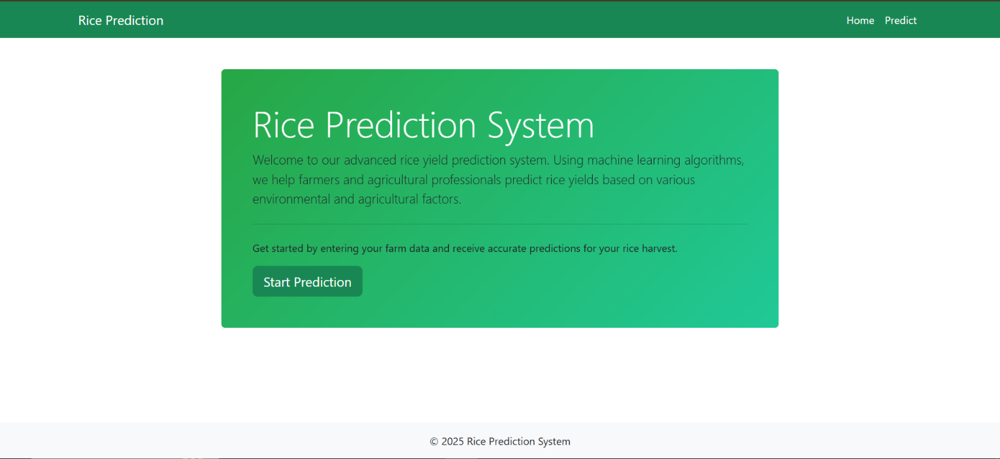 Rice Prediction
Home Predict
Rice Prediction System
Welcome to our advanced rice yield prediction system. Using machine learning algorithms,
we help farmers and agricultural professionals predict rice yields based on various
environmental and agricultural factors.
Get started by entering your farm data and receive accurate predictions for your rice harvest.
Start Prediction
© 2025 Rice Prediction System